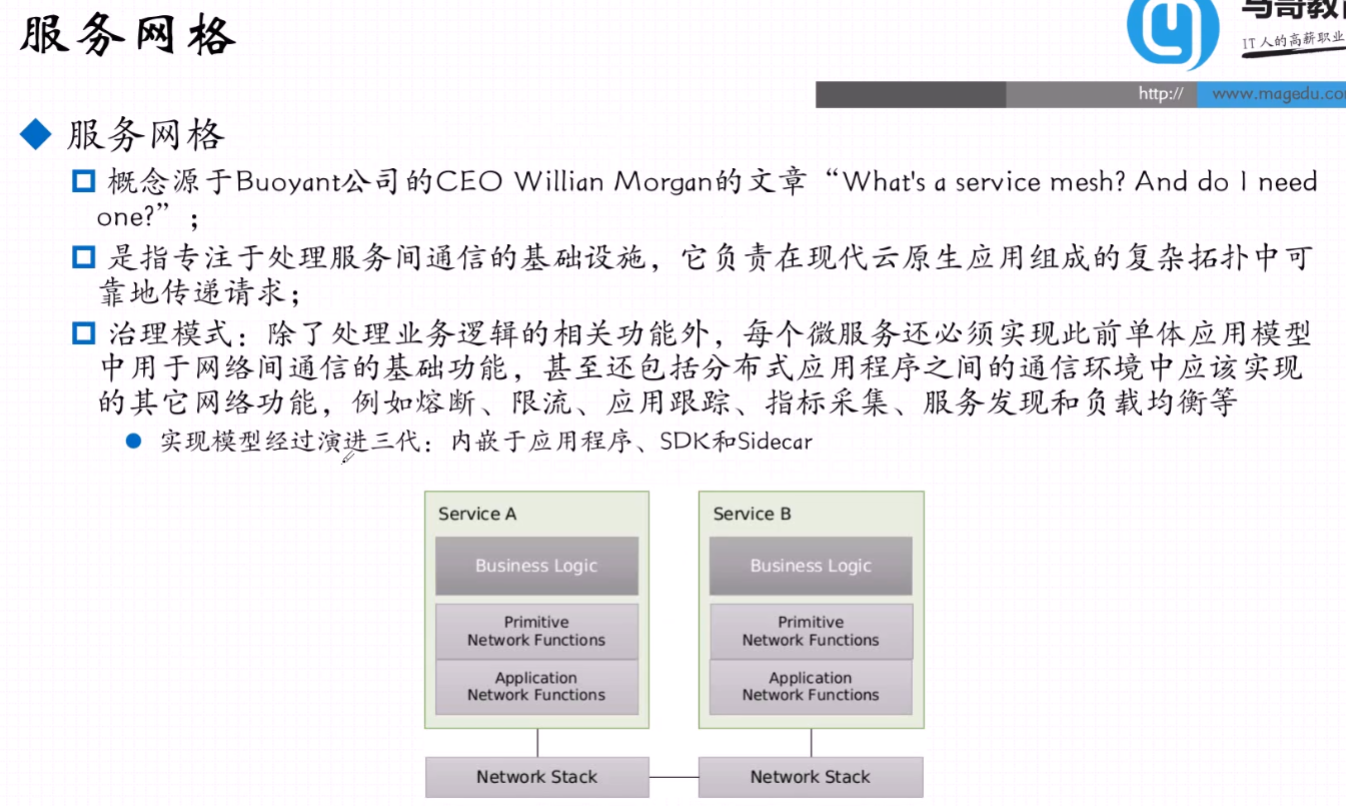 服务网格
IT人的高薪职业
http://
www.magedu.co
服务网格
概念源于Buoyant公司的CEO Willian Morgan的文章“What's a service mesh? And do I need
one?”；
是指专注于处理服务间通信的基础设施，它负责在现代云原生应用组成的复杂拓扑中可
靠地传递请求；
治理模式：除了处理业务逻辑的相关功能外，每个微服务还必须实现此前单体应用模型
中用于网络间通信的基础功能，甚至还包括分布式应用程序之间的通信环境中应该实现
的其它网络功能，例如熔断、限流、应用跟踪、指标采集、服务发现和负载均衡等
实现模型经过演进三代：内嵌于应用程序、SDK和Sidecar
Service A
Business Logic
Primitive
Network Functions
Application
Network Functions
Network Stack
Service B
Business Logic
Primitive
Network Functions
Application
Network Functions
Network Stack